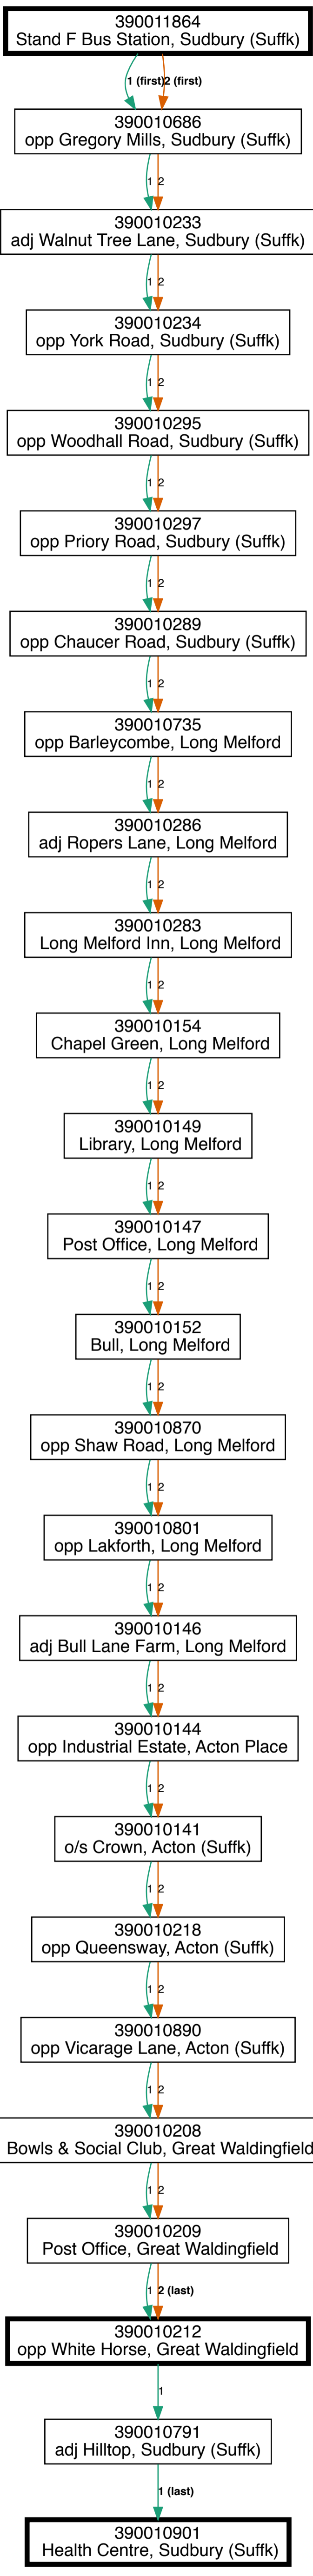 390011864
Stand F Bus Station, Sudbury (Suffk)
1 (first)
2 (first)
390010686
opp Gregory Mills, Sudbury (Suffk)
1
2
390010233
adj Walnut Tree Lane, Sudbury (Suffk)
1
2
390010234
opp York Road, Sudbury (Suffk)
1
2
390010295
opp Woodhall Road, Sudbury (Suffk)
1
2
390010297
opp Priory Road, Sudbury (Suffk)
1
2
390010289
opp Chaucer Road, Sudbury (Suffk)
1
2
390010735
opp Barleycombe, Long Melford
1
2
390010286
adj Ropers Lane, Long Melford
1
2
390010283
Long Melford Inn, Long Melford
1
2
390010154
Chapel Green, Long Melford
1
2
390010149
Library, Long Melford
1
2
390010147
Post Office, Long Melford
1
2
390010152
Bull, Long Melford
1
2
390010870
opp Shaw Road, Long Melford
1
2
390010801
opp Lakforth, Long Melford
1
2
390010146
adj Bull Lane Farm, Long Melford
1
2
390010144
opp Industrial Estate, Acton Place
1
2
390010141
o/s Crown, Acton (Suffk)
1
2
390010218
opp Queensway, Acton (Suffk)
1
2
390010890
opp Vicarage Lane, Acton (Suffk)
1
2
390010208
Bowls & Social Club, Great Waldingfield
1
2
390010209
Post Office, Great Waldingfield
1
2 (last)
390010212
opp White Horse, Great Waldingfield
1
390010791
adj Hilltop, Sudbury (Suffk)
1 (last)
390010901
Health Centre, Sudbury (Suffk)